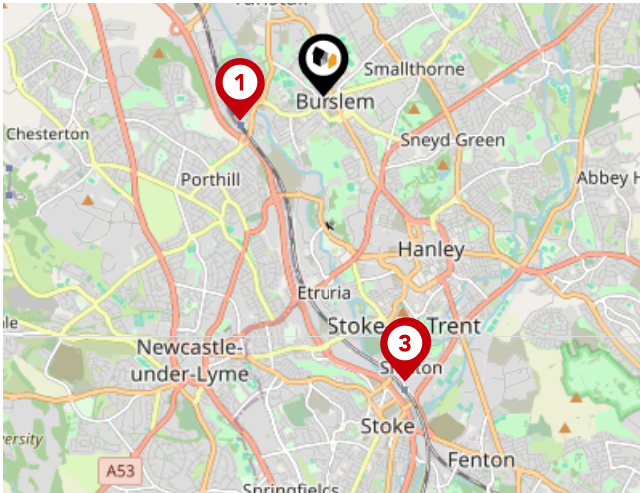 1
Smallthorne
Burslem
Chesterton
Sneyd Green
Porthill
Abbey H
Hanley
Etruria
Stoke Trent
3
Newcastle-
under-Lyme
Stoke
ersity
A53
Fenton